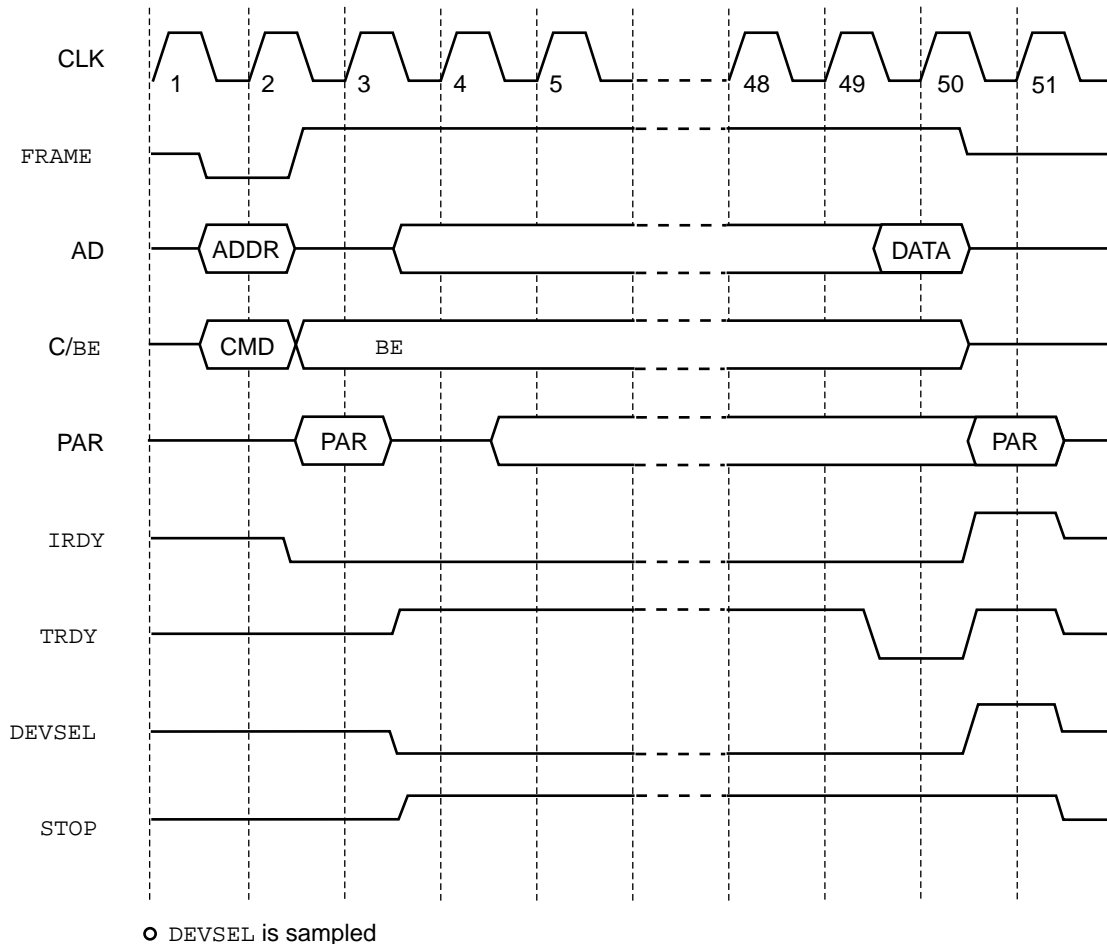 CLK
1 2 3 4 5 48 49 50 51
FRAME
AD ADDR DATA
C/BE CMD BE
PAR PAR PAR
IRDY
TRDY
DEVSEL
STOP
DEVSEL is sampled